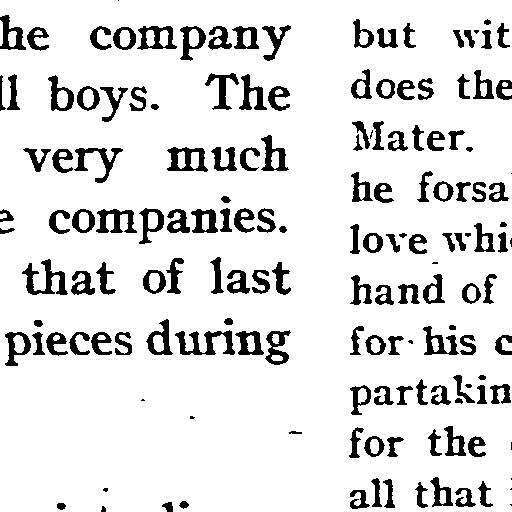 he company
ll boys. The
very much
e companies.
that of last
pieces during
but wit
does the
Mater.
he forsa
love whi
hand of
for his c
partakin
for the
all that